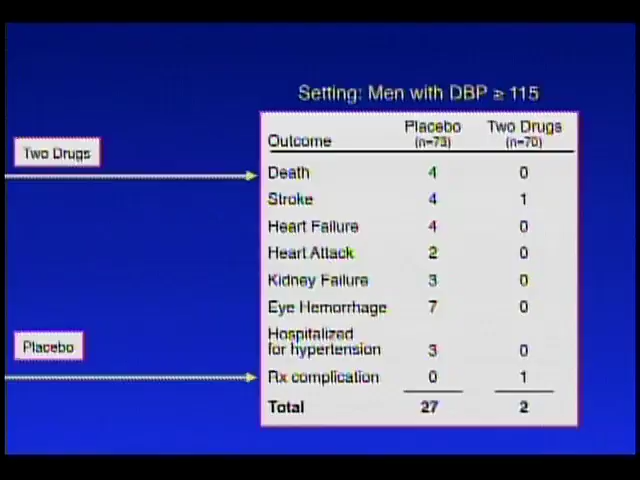 Setting: Men with DBP ≥ 115
Two Drugs
Placebo
Outcome Placebo (n=73) Two Drugs (n=70)
Death 4 0
Stroke 4 1
Heart Failure 4 0
Heart Attack 2 0
Kidney Failure 3 0
Eye Hemorrhage 7 0
Hospitalized
for hypertension 3 0
Rx complication 0 1
Total 27 2